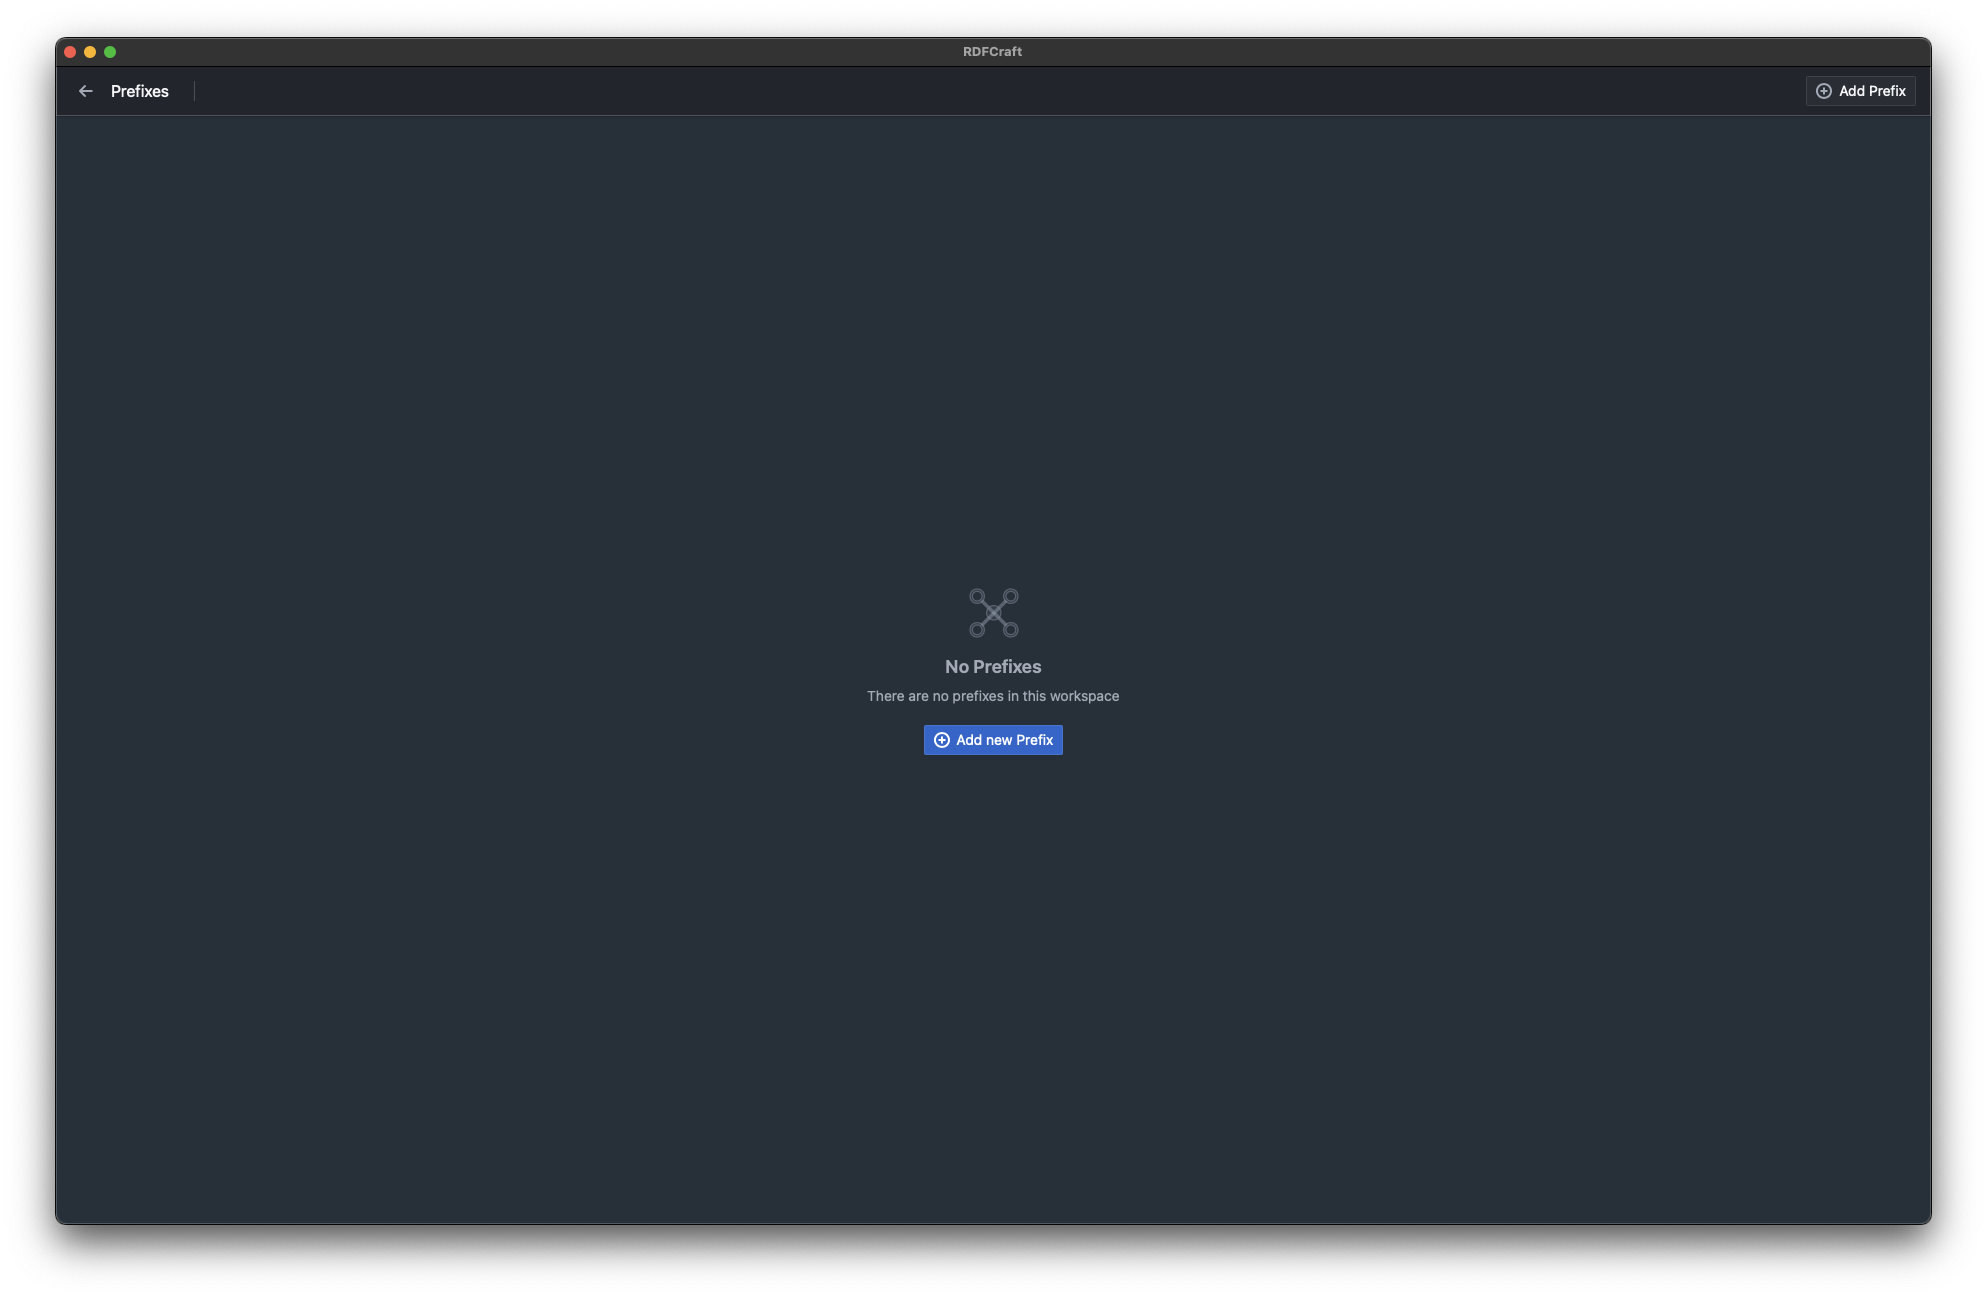 RDFCraft
Prefixes
Add Prefix
No Prefixes
There are no prefixes in this workspace
Add new Prefix